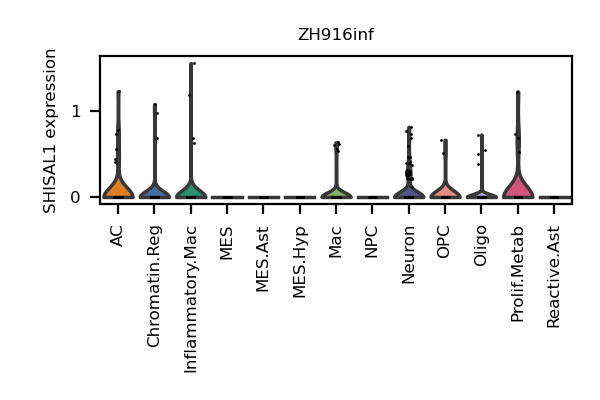 ZH916inf
SHISAL1 expression
1
0
AC
Chromatin.Reg
Inflammatory.Mac
MES
MES.Ast
MES.Hyp
Mac
NPC
Neuron
OPC
Oligo
Prolif.Metab
Reactive.Ast